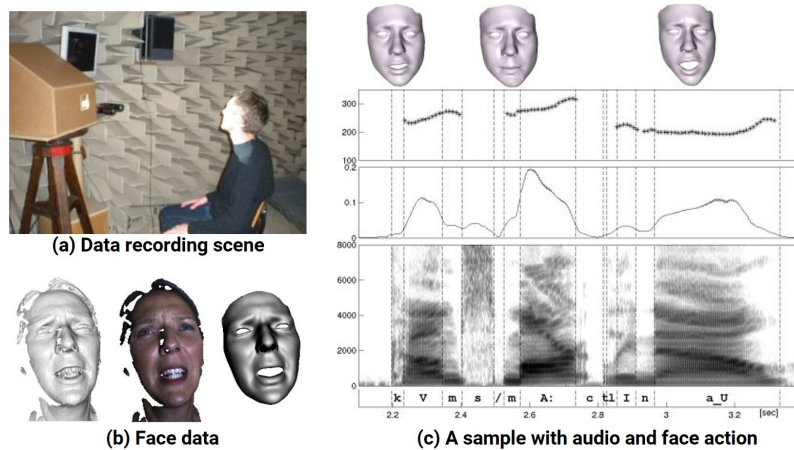 (a) Data recording scene
(b) Face data
300
200
100
0.2
0.1
0
8000
6000
4000
2000
0
k V m s / m A: c tl I n a_U
2.2 2.4 2.6 2.8 3 3.2 [sec]
(c) A sample with audio and face action